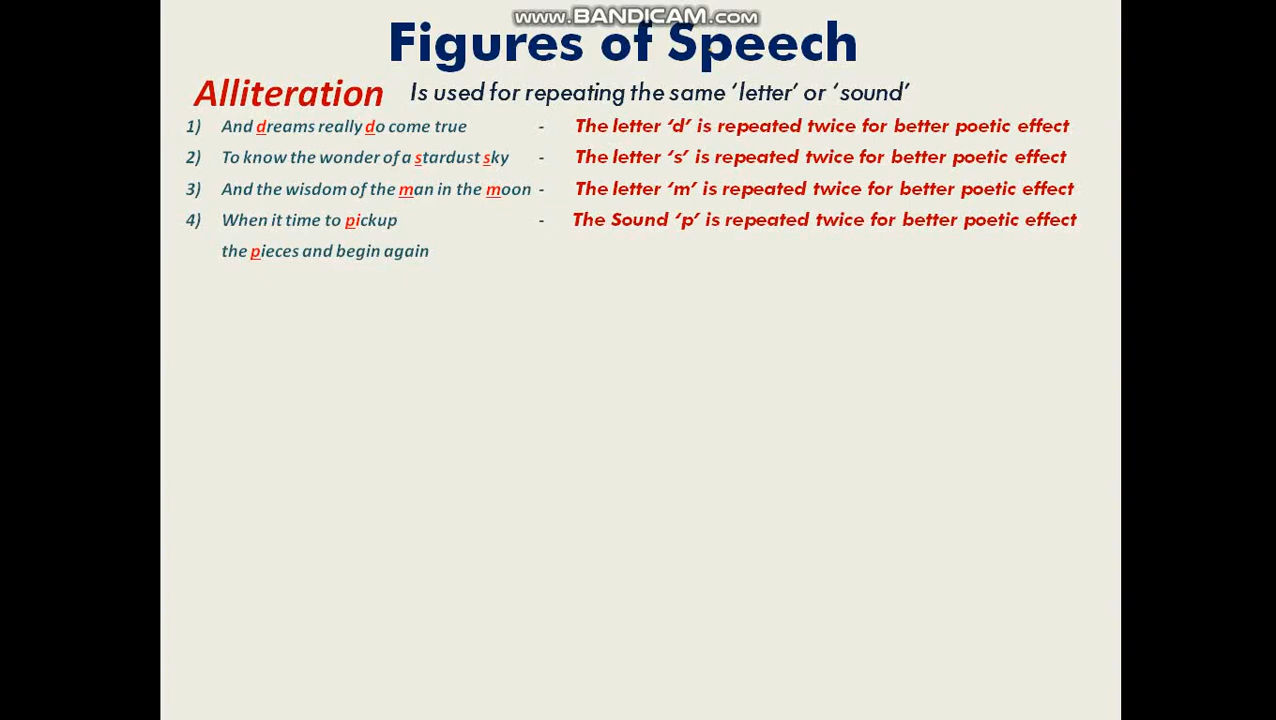 www.BANDICAM.com
Figures of Speech
Alliteration Is used for repeating the same ‘letter’ or ‘sound’
1) And dreams really do come true - The letter ‘d’ is repeated twice for better poetic effect
2) To know the wonder of a stardust sky - The letter ‘s’ is repeated twice for better poetic effect
3) And the wisdom of the man in the moon - The letter ‘m’ is repeated twice for better poetic effect
4) When it time to pickup - The Sound ‘p’ is repeated twice for better poetic effect
the pieces and begin again